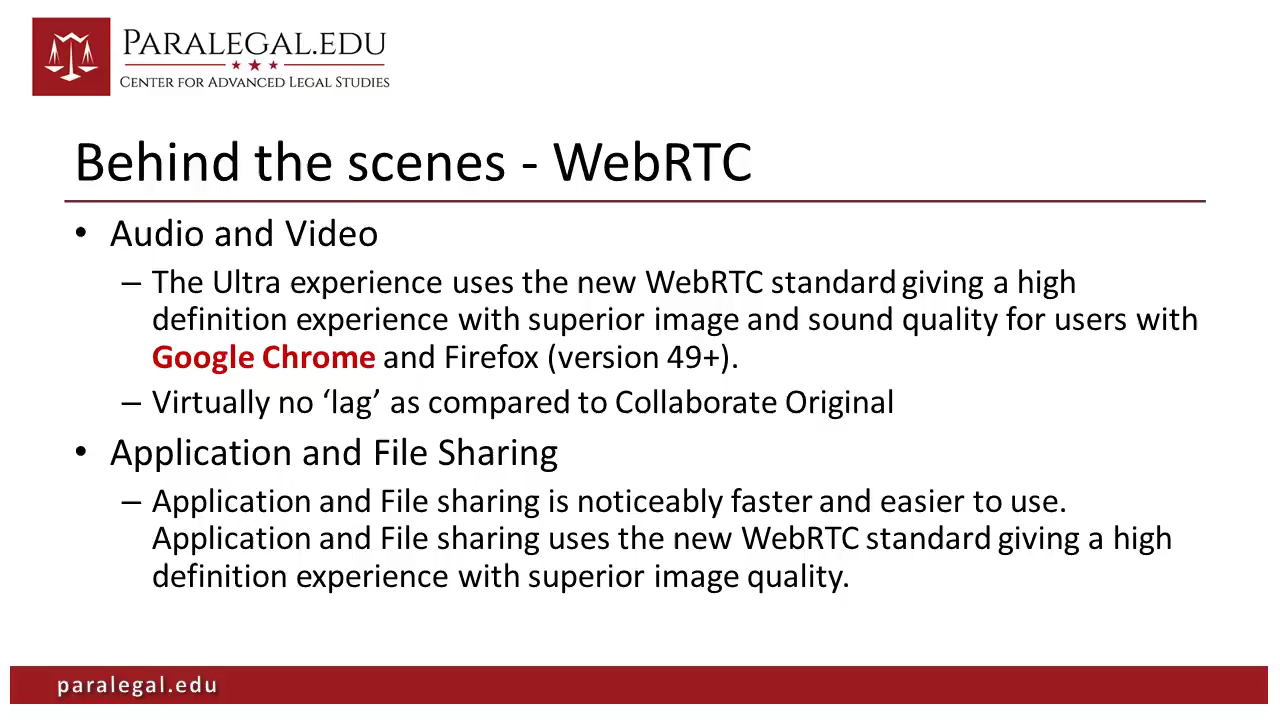 PARALEGAL.EDU
CENTER FOR ADVANCED LEGAL STUDIES
Behind the scenes - WebRTC
• Audio and Video
– The Ultra experience uses the new WebRTC standard giving a high
definition experience with superior image and sound quality for users with
Google Chrome and Firefox (version 49+).
– Virtually no ‘lag’ as compared to Collaborate Original
• Application and File Sharing
– Application and File sharing is noticeably faster and easier to use.
Application and File sharing uses the new WebRTC standard giving a high
definition experience with superior image quality.
paralegal.edu